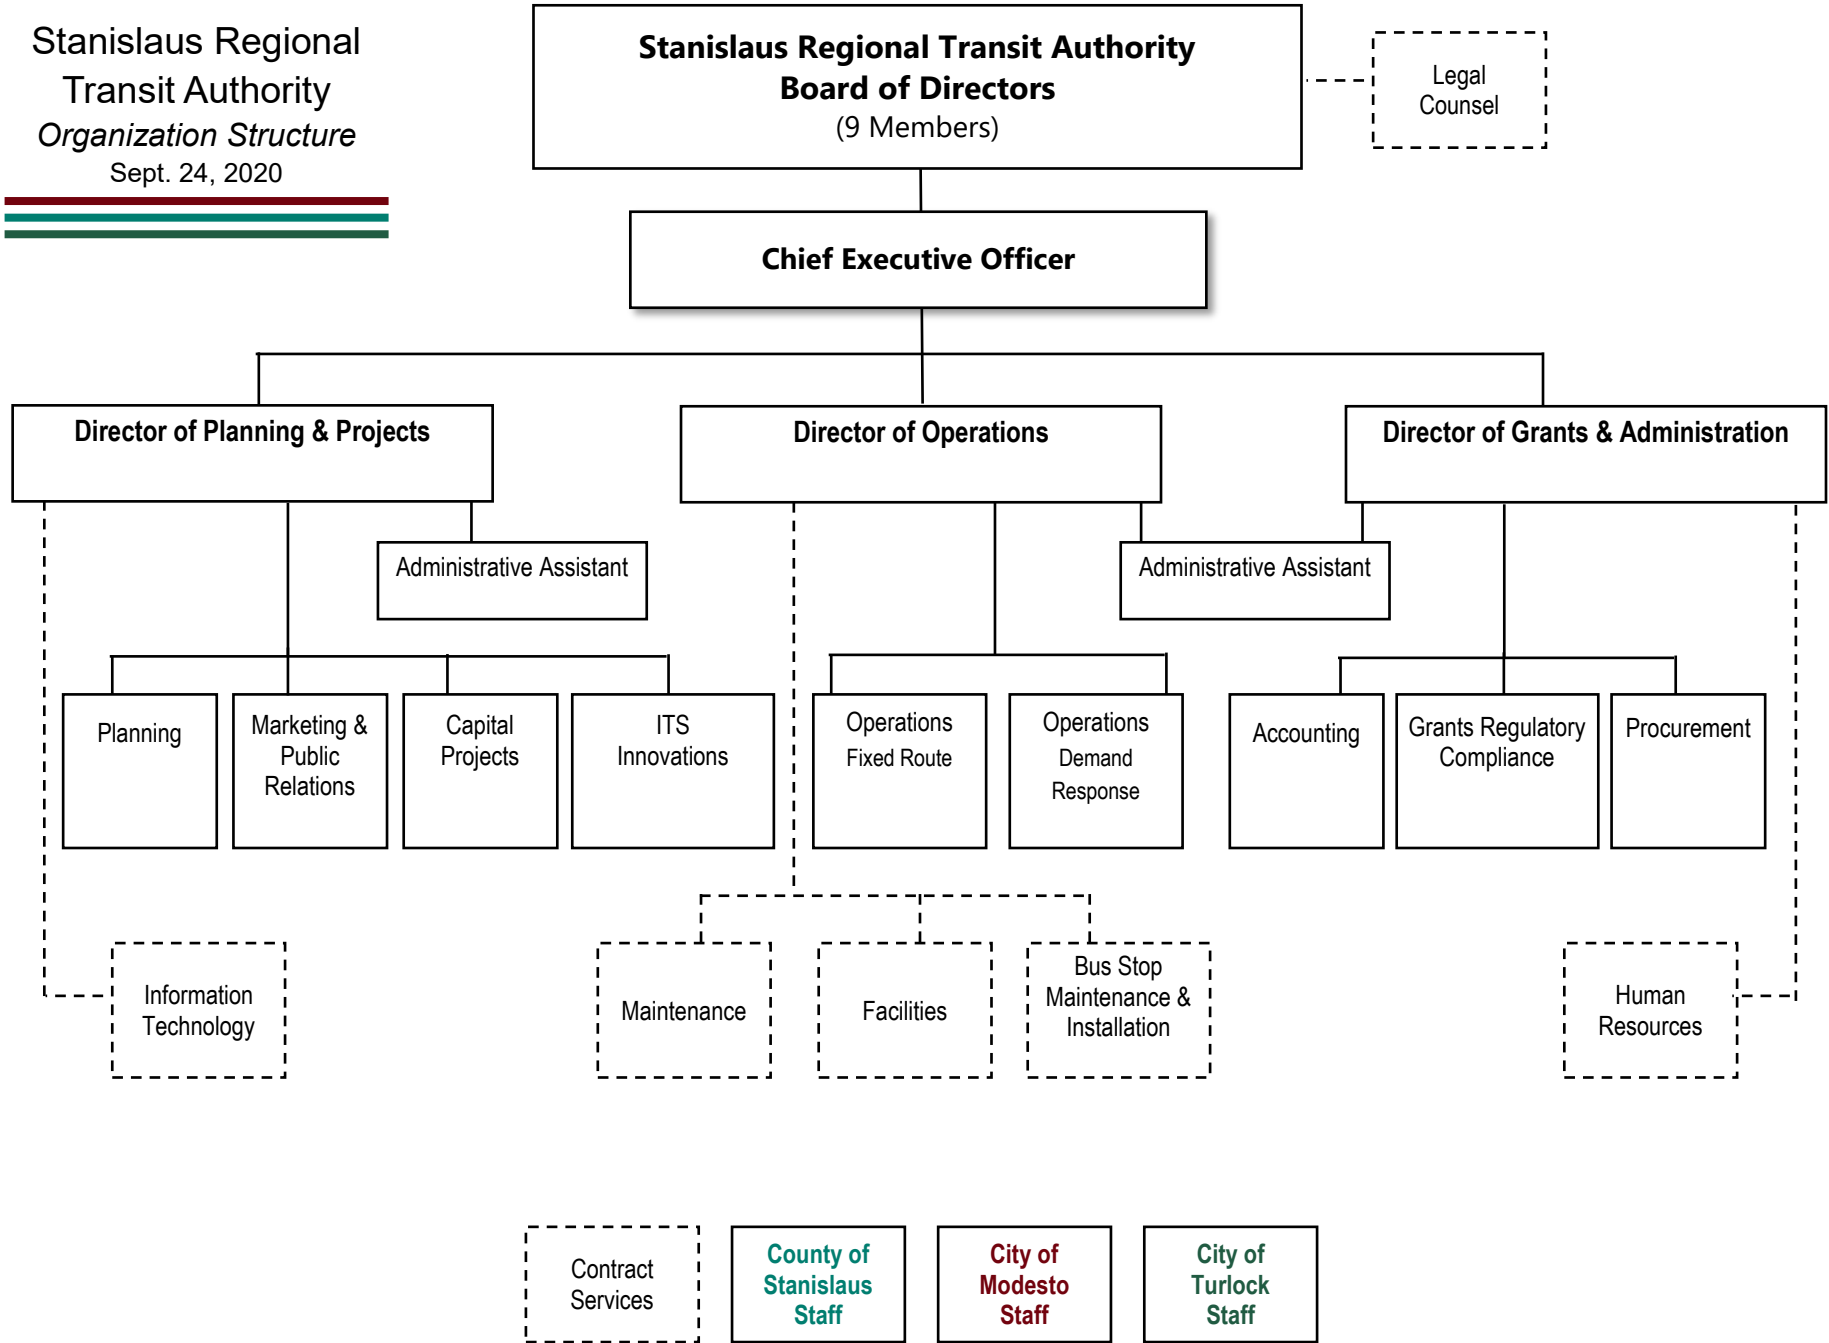 Stanislaus Regional
Transit Authority
Organization Structure
Sept. 24, 2020
Stanislaus Regional Transit Authority
Board of Directors
(9 Members)
Legal
Counsel
Chief Executive Officer
Director of Planning & Projects
Director of Operations
Director of Grants & Administration
Administrative Assistant
Administrative Assistant
Planning
Marketing &
Public
Relations
Capital
Projects
ITS
Innovations
Operations
Fixed Route
Operations
Demand
Response
Accounting
Grants Regulatory
Compliance
Procurement
Information
Technology
Maintenance
Facilities
Bus Stop
Maintenance &
Installation
Human
Resources
Contract
Services
County of
Stanislaus
Staff
City of
Modesto
Staff
City of
Turlock
Staff